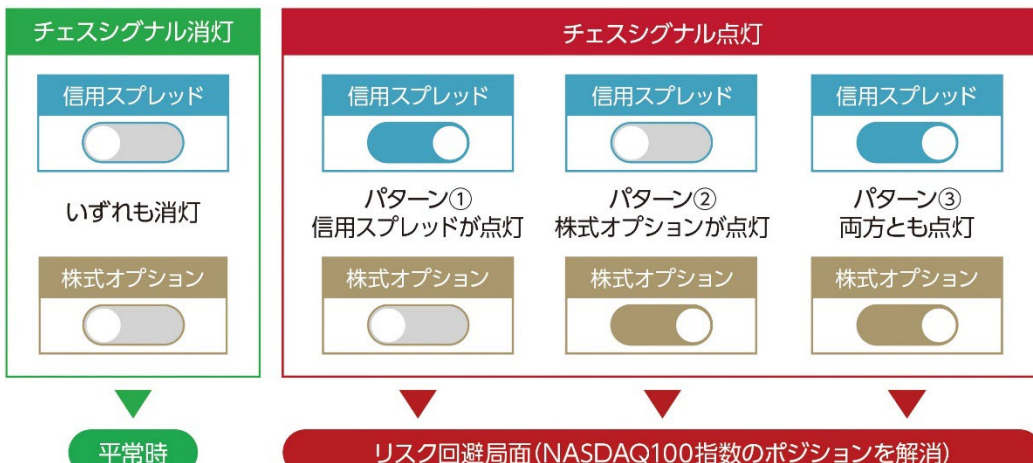 チェスシグナル消灯
信用スプレッド
いずれも消灯
株式オプション
平常時
チェスシグナル点灯
信用スプレッド
パターン①
信用スプレッドが点灯
株式オプション
信用スプレッド
パターン②
株式オプションが点灯
株式オプション
信用スプレッド
パターン③
両方とも点灯
株式オプション
リスク回避局面(NASDAQ100指数のポジションを解消)